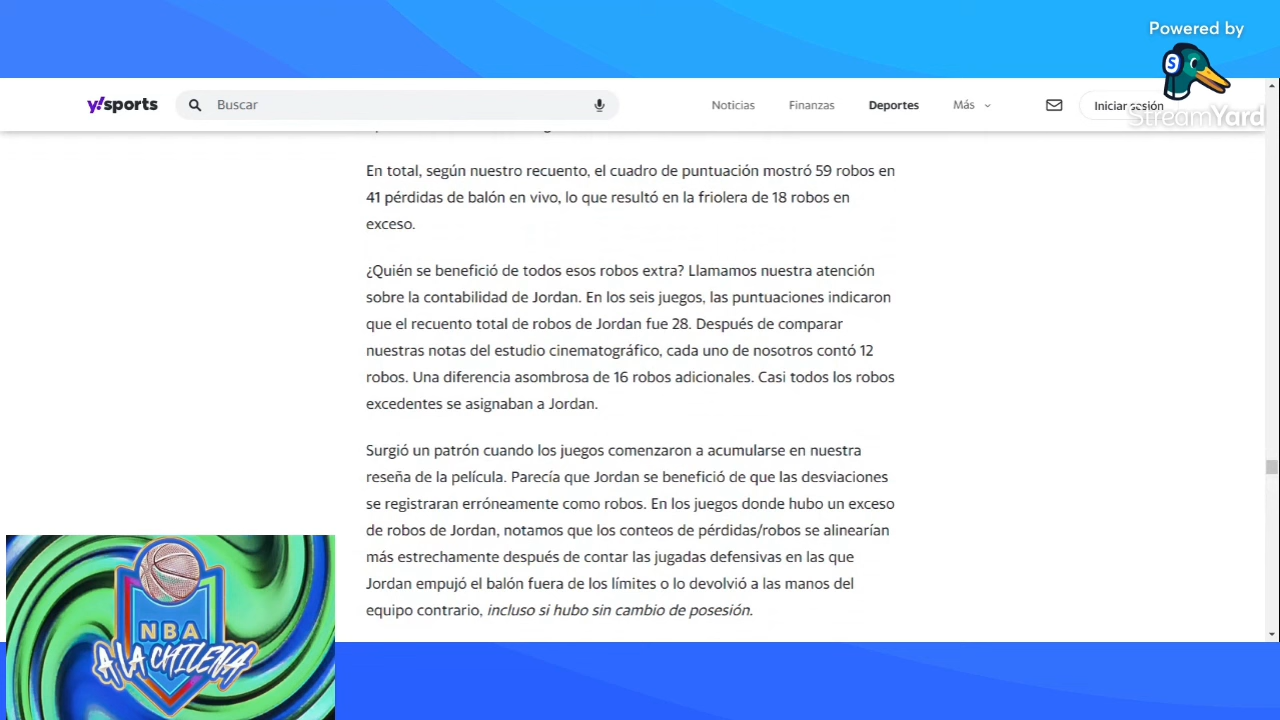 Powered by
y!sports
Buscar
Noticias
Finanzas
Deportes
Más
Iniciar sesión
StreamYard
En total, según nuestro recuento, el cuadro de puntuación mostró 59 robos en
41 pérdidas de balón en vivo, lo que resultó en la friolera de 18 robos en
exceso.
¿Quién se benefició de todos esos robos extra? Llamamos nuestra atención
sobre la contabilidad de Jordan. En los seis juegos, las puntuaciones indicaron
que el recuento total de robos de Jordan fue 28. Después de comparar
nuestras notas del estudio cinematográfico, cada uno de nosotros contó 12
robos. Una diferencia asombrosa de 16 robos adicionales. Casi todos los robos
excedentes se asignaban a Jordan.
Surgió un patrón cuando los juegos comenzaron a acumularse en nuestra
reseña de la película. Parecía que Jordan se benefició de que las desviaciones
se registraran erróneamente como robos. En los juegos donde hubo un exceso
de robos de Jordan, notamos que los conteos de pérdidas/robos se alinearían
más estrechamente después de contar las jugadas defensivas en las que
Jordan empujó el balón fuera de los límites o lo devolvió a las manos del
equipo contrario, incluso si hubo sin cambio de posesión.
NBA
A LA CHILENA